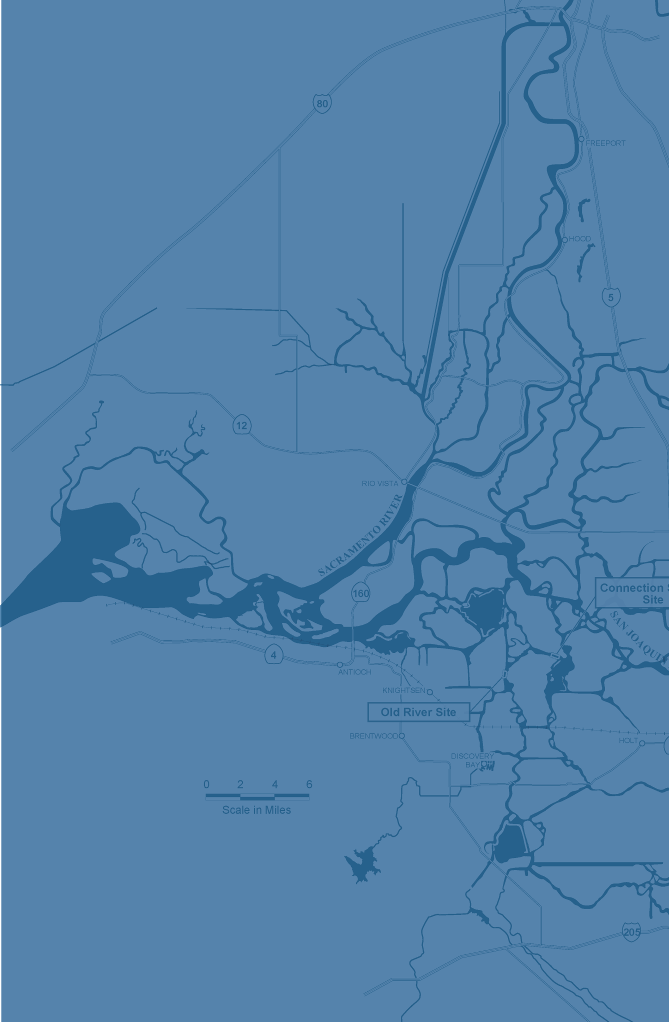 80
FREEPORT
HOOD
5
12
RIO VISTA
SACRAMENTO RIVER
Connection
Site
160
SAN JOAQUI
4
ANTIOCH
KNIGHTSEN
Old River Site
BRENTWOOD
HOLT
DISCOVERY
BAY
0 2 4 6
Scale in Miles
205